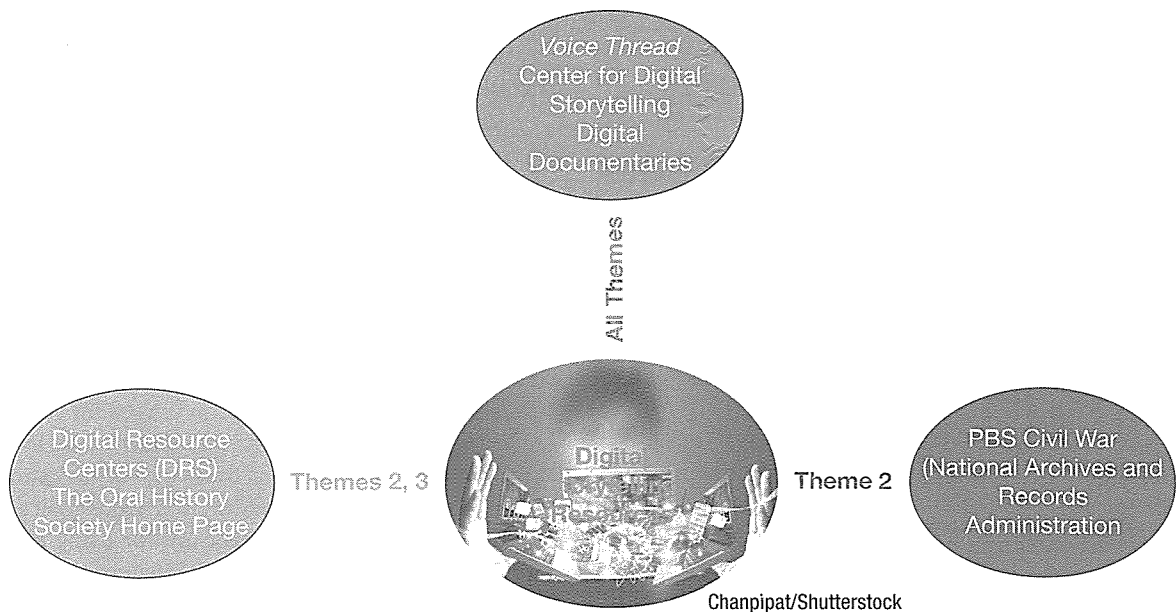 Voice Thread
Center for Digital
Storytelling
Digital
Documentaries
All Themes
Digital Resource
Centers (DRS)
The Oral History
Society Home Page
Themes 2, 3
Digita
Theme 2
PBS Civil War
(National Archives and
Records
Administration
Chanpipat/Shutterstock